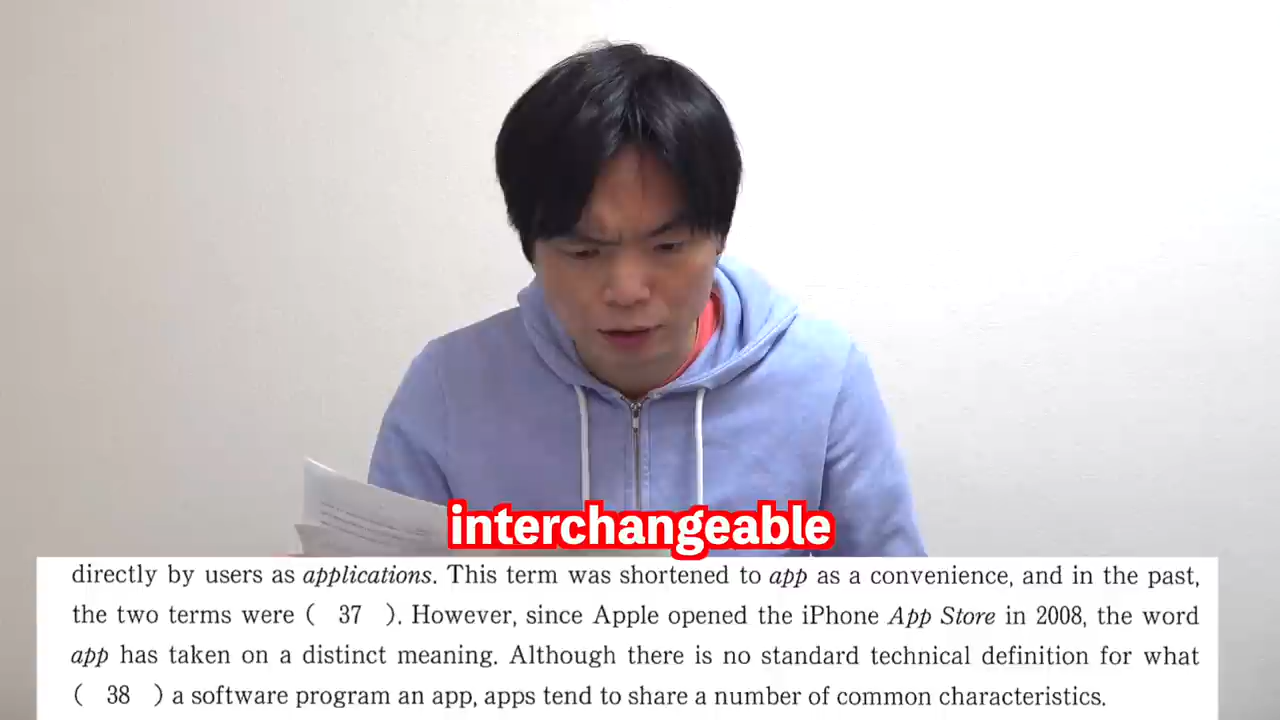 interchangeable
directly by users as applications. This term was shortened to app as a convenience, and in the past,
the two terms were ( 37 ). However, since Apple opened the iPhone App Store in 2008, the word
app has taken on a distinct meaning. Although there is no standard technical definition for what
( 38 ) a software program an app, apps tend to share a number of common characteristics.